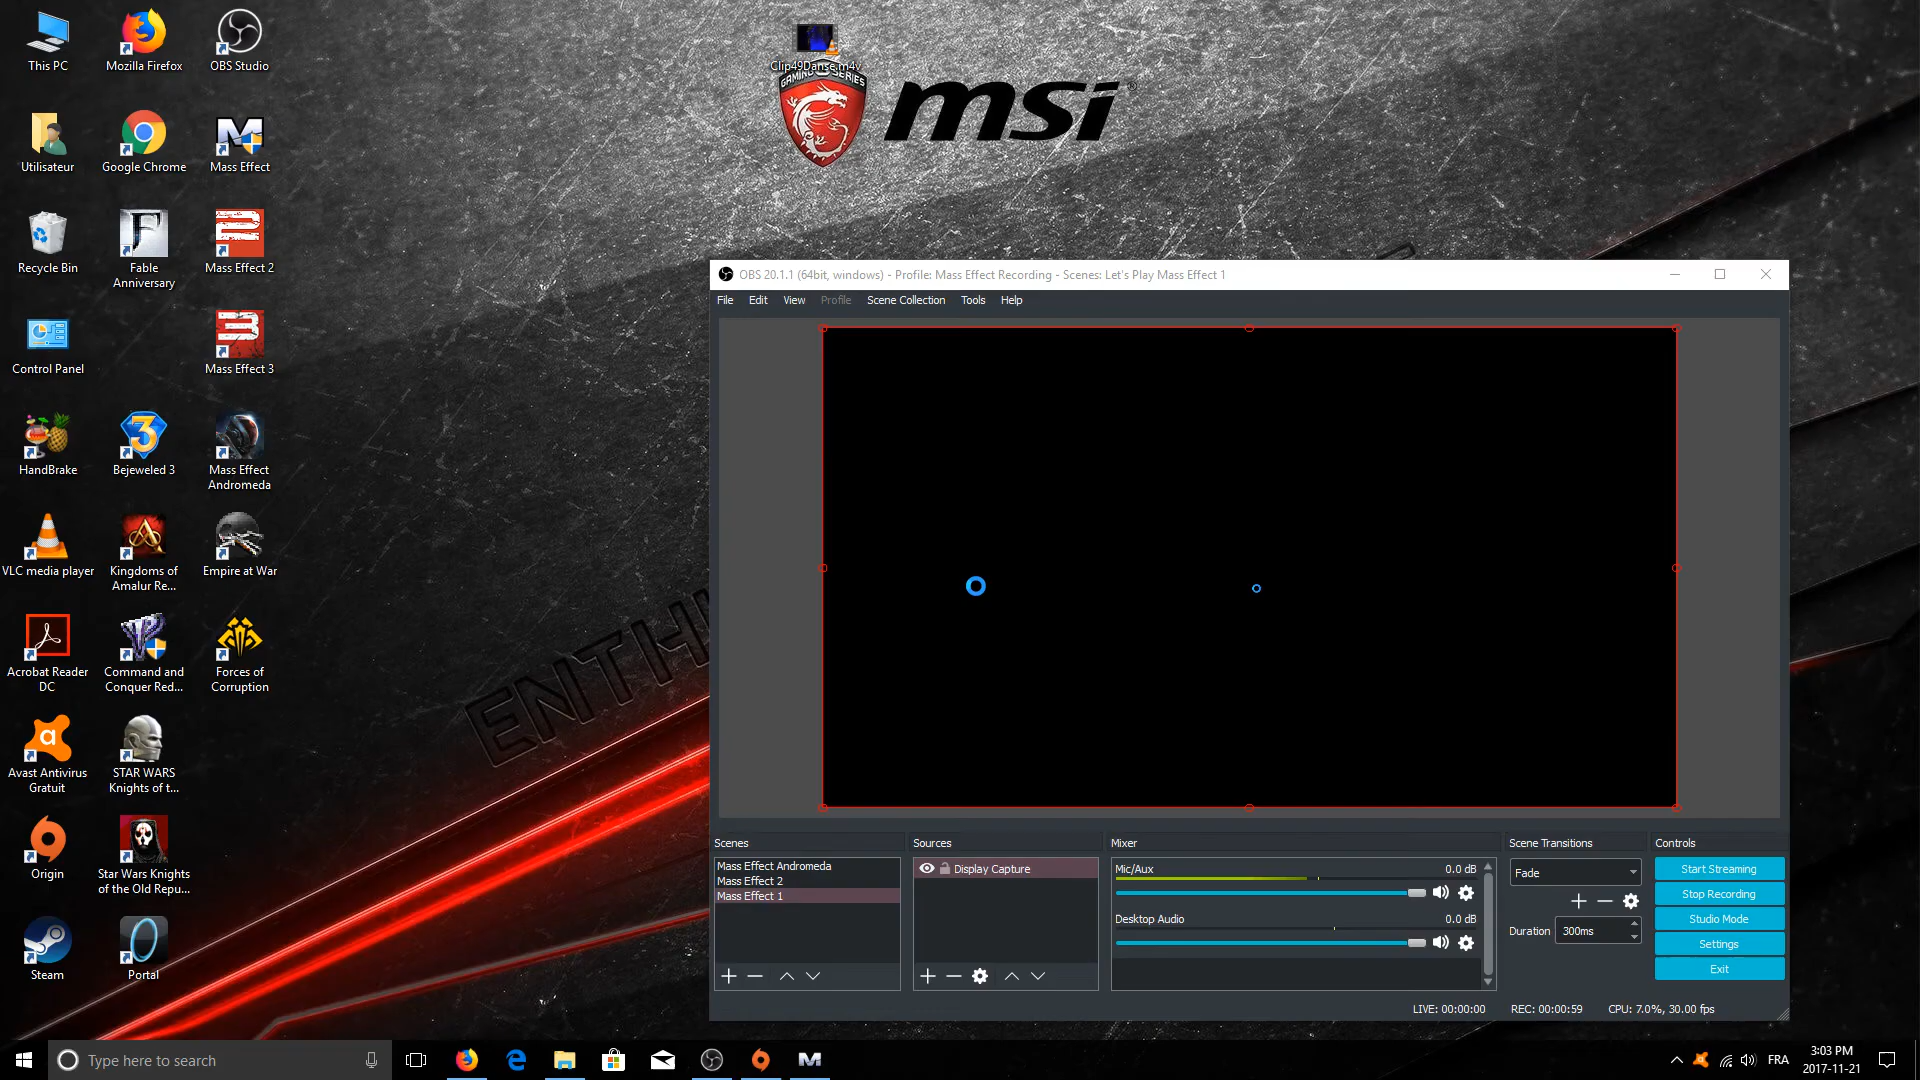 This PC
Mozilla Firefox
OBS Studio
Clip49Danse.m4v
GAMING SERIES
msi
Utilisateur
Google Chrome
Mass Effect
Recycle Bin
Fable
Anniversary
Mass Effect 2
Control Panel
Mass Effect 3
HandBrake
Bejeweled 3
Mass Effect
Andromeda
VLC media player
Kingdoms of
Amalur Re...
Empire at War
Acrobat Reader
DC
Command and
Conquer Red...
Forces of
Corruption
Avast Antivirus
Gratuit
STAR WARS
Knights of t...
Origin
Star Wars Knights
of the Old Repu...
Steam
Portal
ENTHU
OBS 20.1.1 (64bit, windows) - Profile: Mass Effect Recording - Scenes: Let's Play Mass Effect 1
File Edit View Profile Scene Collection Tools Help
Scenes
Mass Effect Andromeda
Mass Effect 2
Mass Effect 1
Sources
Display Capture
Mixer
Mic/Aux 0.0 dB
Desktop Audio 0.0 dB
Scene Transitions
Fade
Duration 300ms
Controls
Start Streaming
Stop Recording
Studio Mode
Settings
Exit
LIVE: 00:00:00 REC: 00:00:59 CPU: 7.0%, 30.00 fps
Type here to search
FRA
3:03 PM
2017-11-21